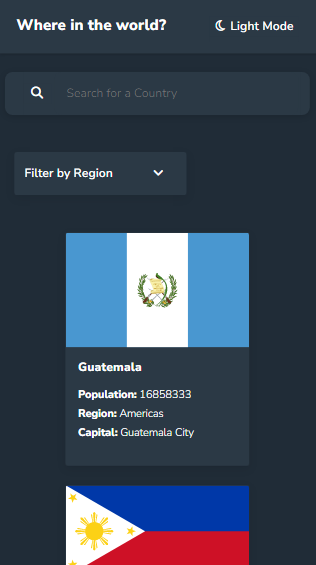 Where in the world?
Light Mode
Search for a Country
Filter by Region
Guatemala
Population: 16858333
Region: Americas
Capital: Guatemala City